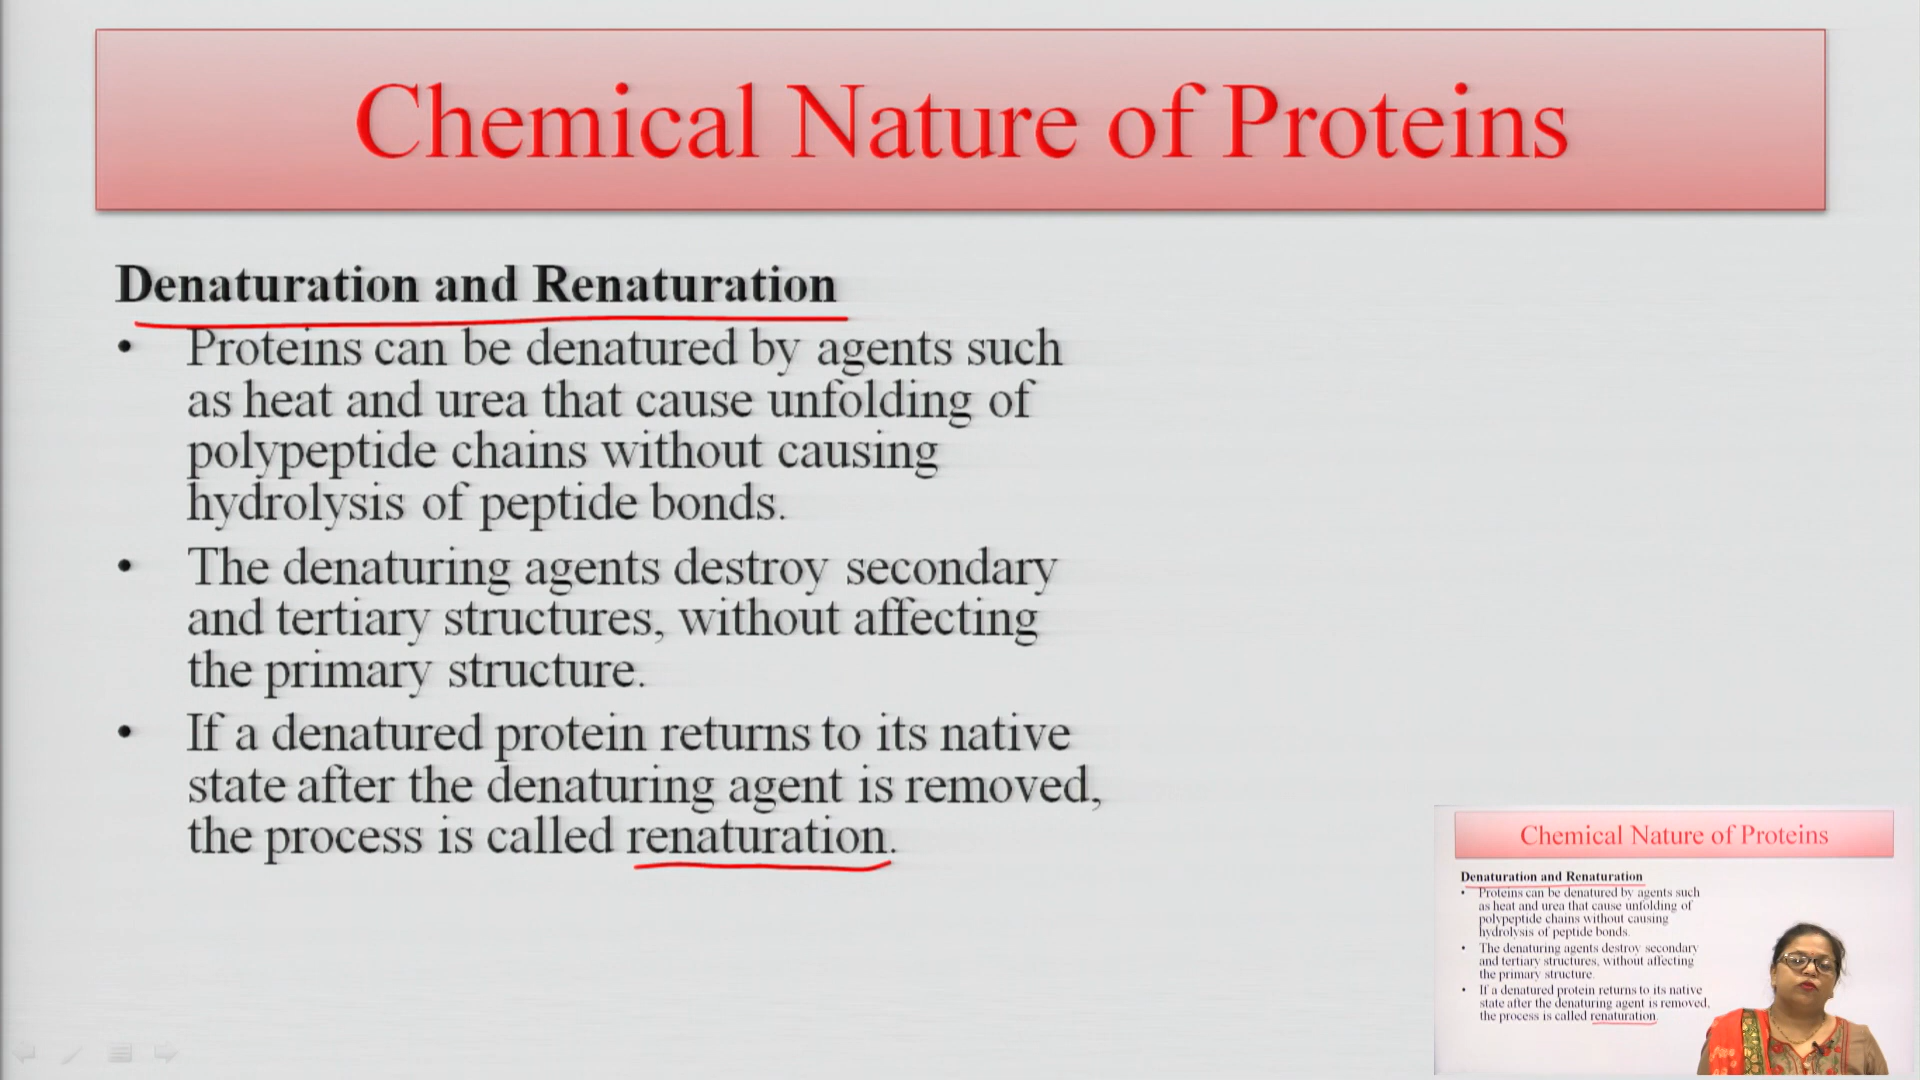 Chemical Nature of Proteins
Denaturation and Renaturation
• Proteins can be denatured by agents such
as heat and urea that cause unfolding of
polypeptide chains without causing
hydrolysis of peptide bonds.
• The denaturing agents destroy secondary
and tertiary structures, without affecting
the primary structure.
• If a denatured protein returns to its native
state after the denaturing agent is removed,
the process is called renaturation.
Chemical Nature of Proteins
Denaturation and Renaturation
• Proteins can be denatured by agents such
as heat and urea that cause unfolding of
polypeptide chains without causing
hydrolysis of peptide bonds.
• The denaturing agents destroy secondary
and tertiary structures, without affecting
the primary structure.
• If a denatured protein returns to its native
state after the denaturing agent is removed,
the process is called renaturation.